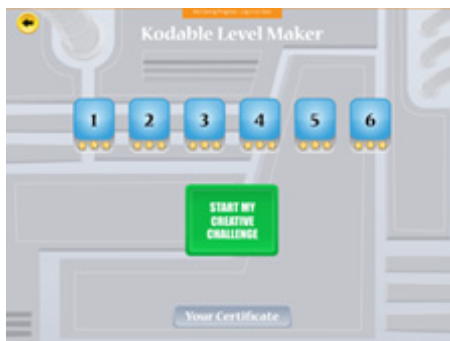 Kodable Level Maker
1 2 3 4 5 6
START MY
CREATIVE
CHALLENGE
Your Certificate